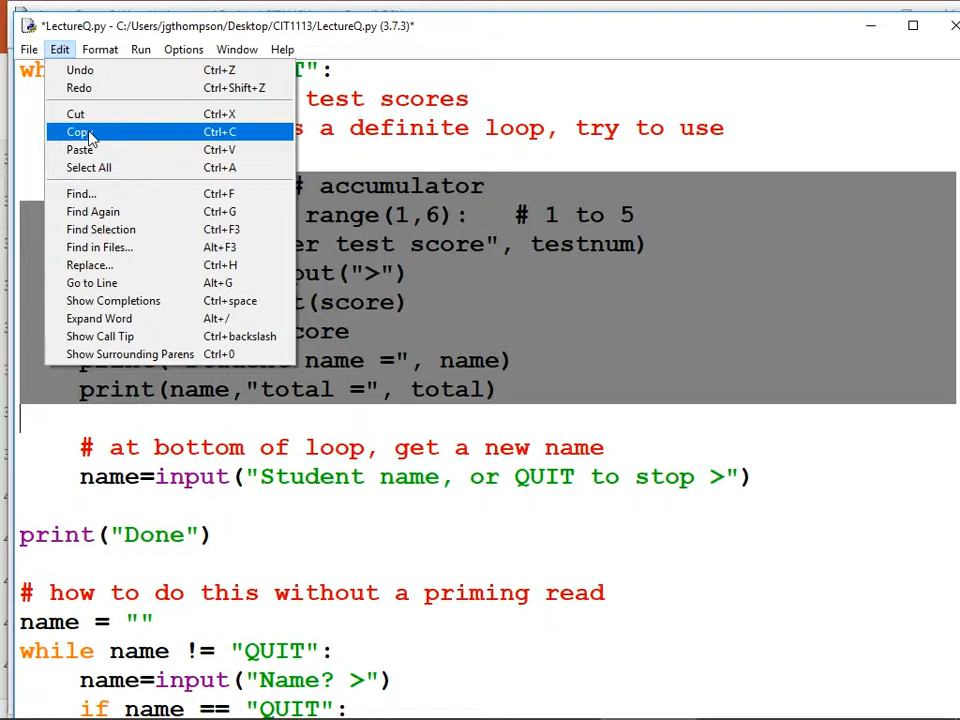 *LectureQ.py - C:/Users/jgthompson/Desktop/CIT1113/LectureQ.py (3.7.3)*
File Edit Format Run Options Window Help
Undo Ctrl+Z
Redo Ctrl+Shift+Z
Cut Ctrl+X
Copy Ctrl+C
Paste Ctrl+V
Select All Ctrl+A
Find... Ctrl+F
Find Again Ctrl+G
Find Selection Ctrl+F3
Find in Files... Alt+F3
Replace... Ctrl+H
Go to Line Alt+G
Show Completions Ctrl+space
Expand Word Alt+/
Show Call Tip Ctrl+backslash
Show Surrounding Parens Ctrl+0
":
test scores
a definite loop, try to use
# accumulator
range(1,6): # 1 to 5
test score", testnum)
(">")
(score)
name =", name)
print(name,"total =", total)
# at bottom of loop, get a new name
name=input("Student name, or QUIT to stop >")
print("Done")
# how to do this without a priming read
name = ""
while name != "QUIT":
name=input("Name? >")
if name == "QUIT":